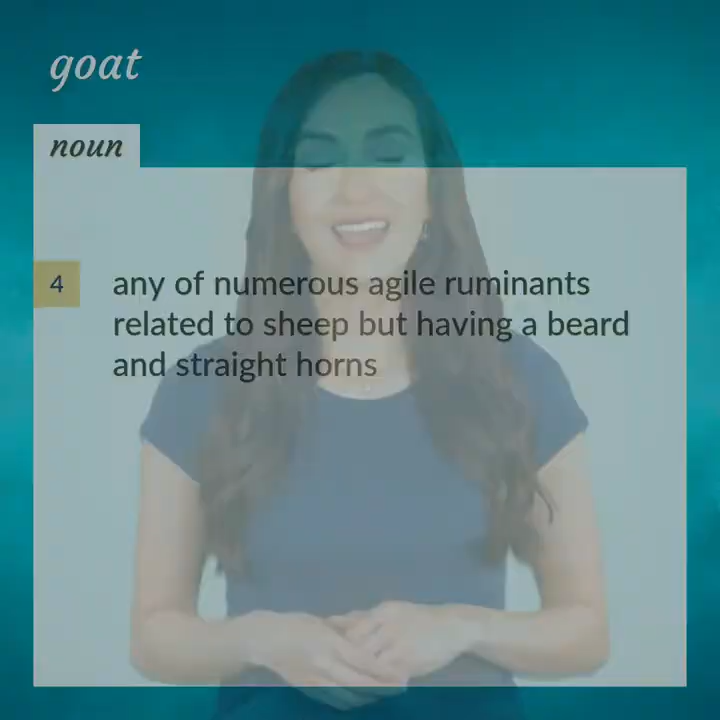 goat
noun
4 any of numerous agile ruminants
related to sheep but having a beard
and straight horns